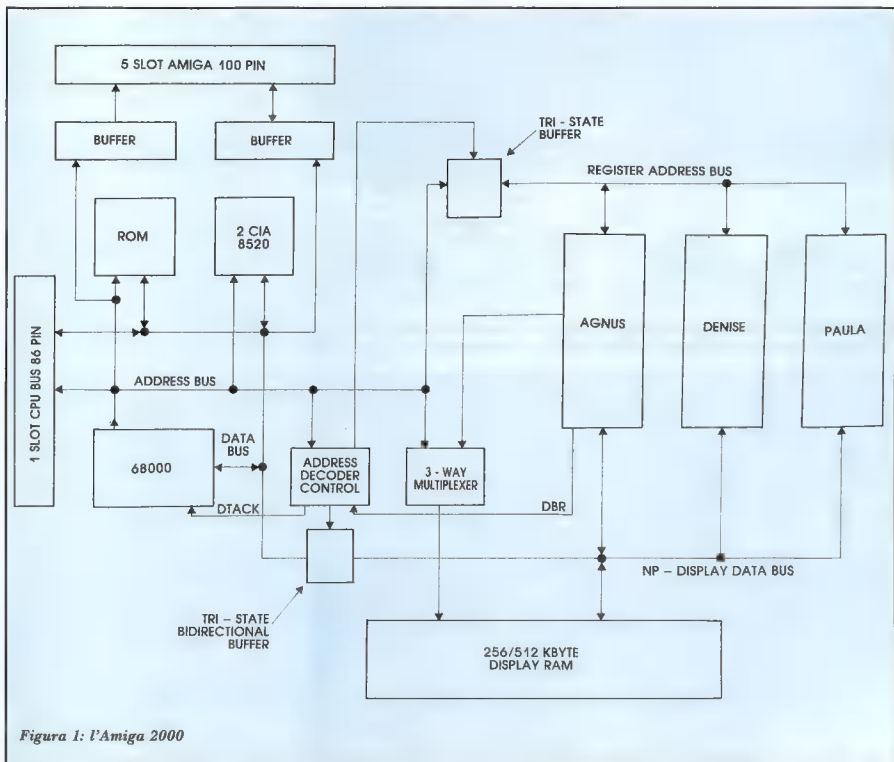 5 SLOT AMIGA 100 PIN
BUFFER
BUFFER
TRI - STATE
BUFFER
REGISTER ADDRESS BUS
ROM
2 CIA
8520
AGNUS
DENISE
PAULA
1 SLOT CPU BUS 86 PIN
ADDRESS BUS
68000
DATA
BUS
ADDRESS
DECODER
CONTROL
3 - WAY
MULTIPLEXER
DTACK
DBR
NP - DISPLAY DATA BUS
TRI - STATE
BIDIRECTIONAL
BUFFER
256/512 KBYTE
DISPLAY RAM
Figura 1: l'Amiga 2000